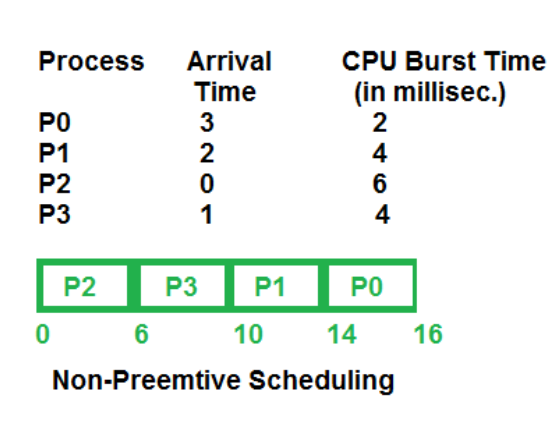 Process Arrival Time CPU Burst Time (in millisec.)
P0 3 2
P1 2 4
P2 0 6
P3 1 4
P2 P3 P1 P0
0 6 10 14 16
Non-Preemtive Scheduling